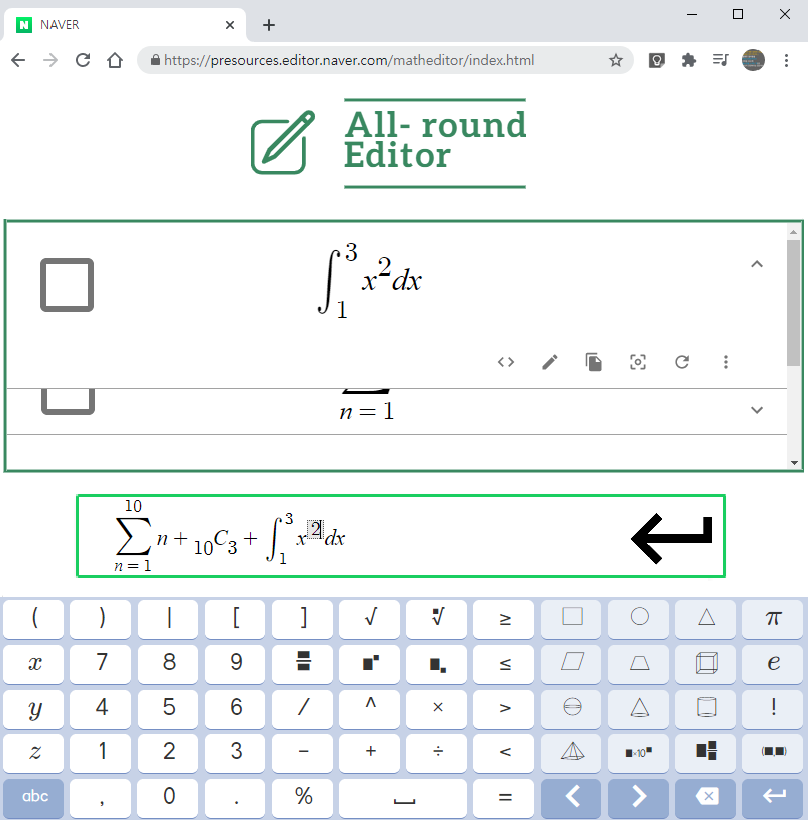 NAVER
https://presources.editor.naver.com/matheditor/index.html
All- round
Editor
∫₁³ x²dx
n = 1
∑ₙ₌₁¹⁰ n + ₁₀C₃ + ∫₁³ x²dx
( ) | [ ] √ ∛ ≥ □ ○ △ π
x 7 8 9 ≤ e
y 4 5 6 / ^ × > !
z 1 2 3 − + ÷ < ■×10■ (■,■)
abc , 0 . % =